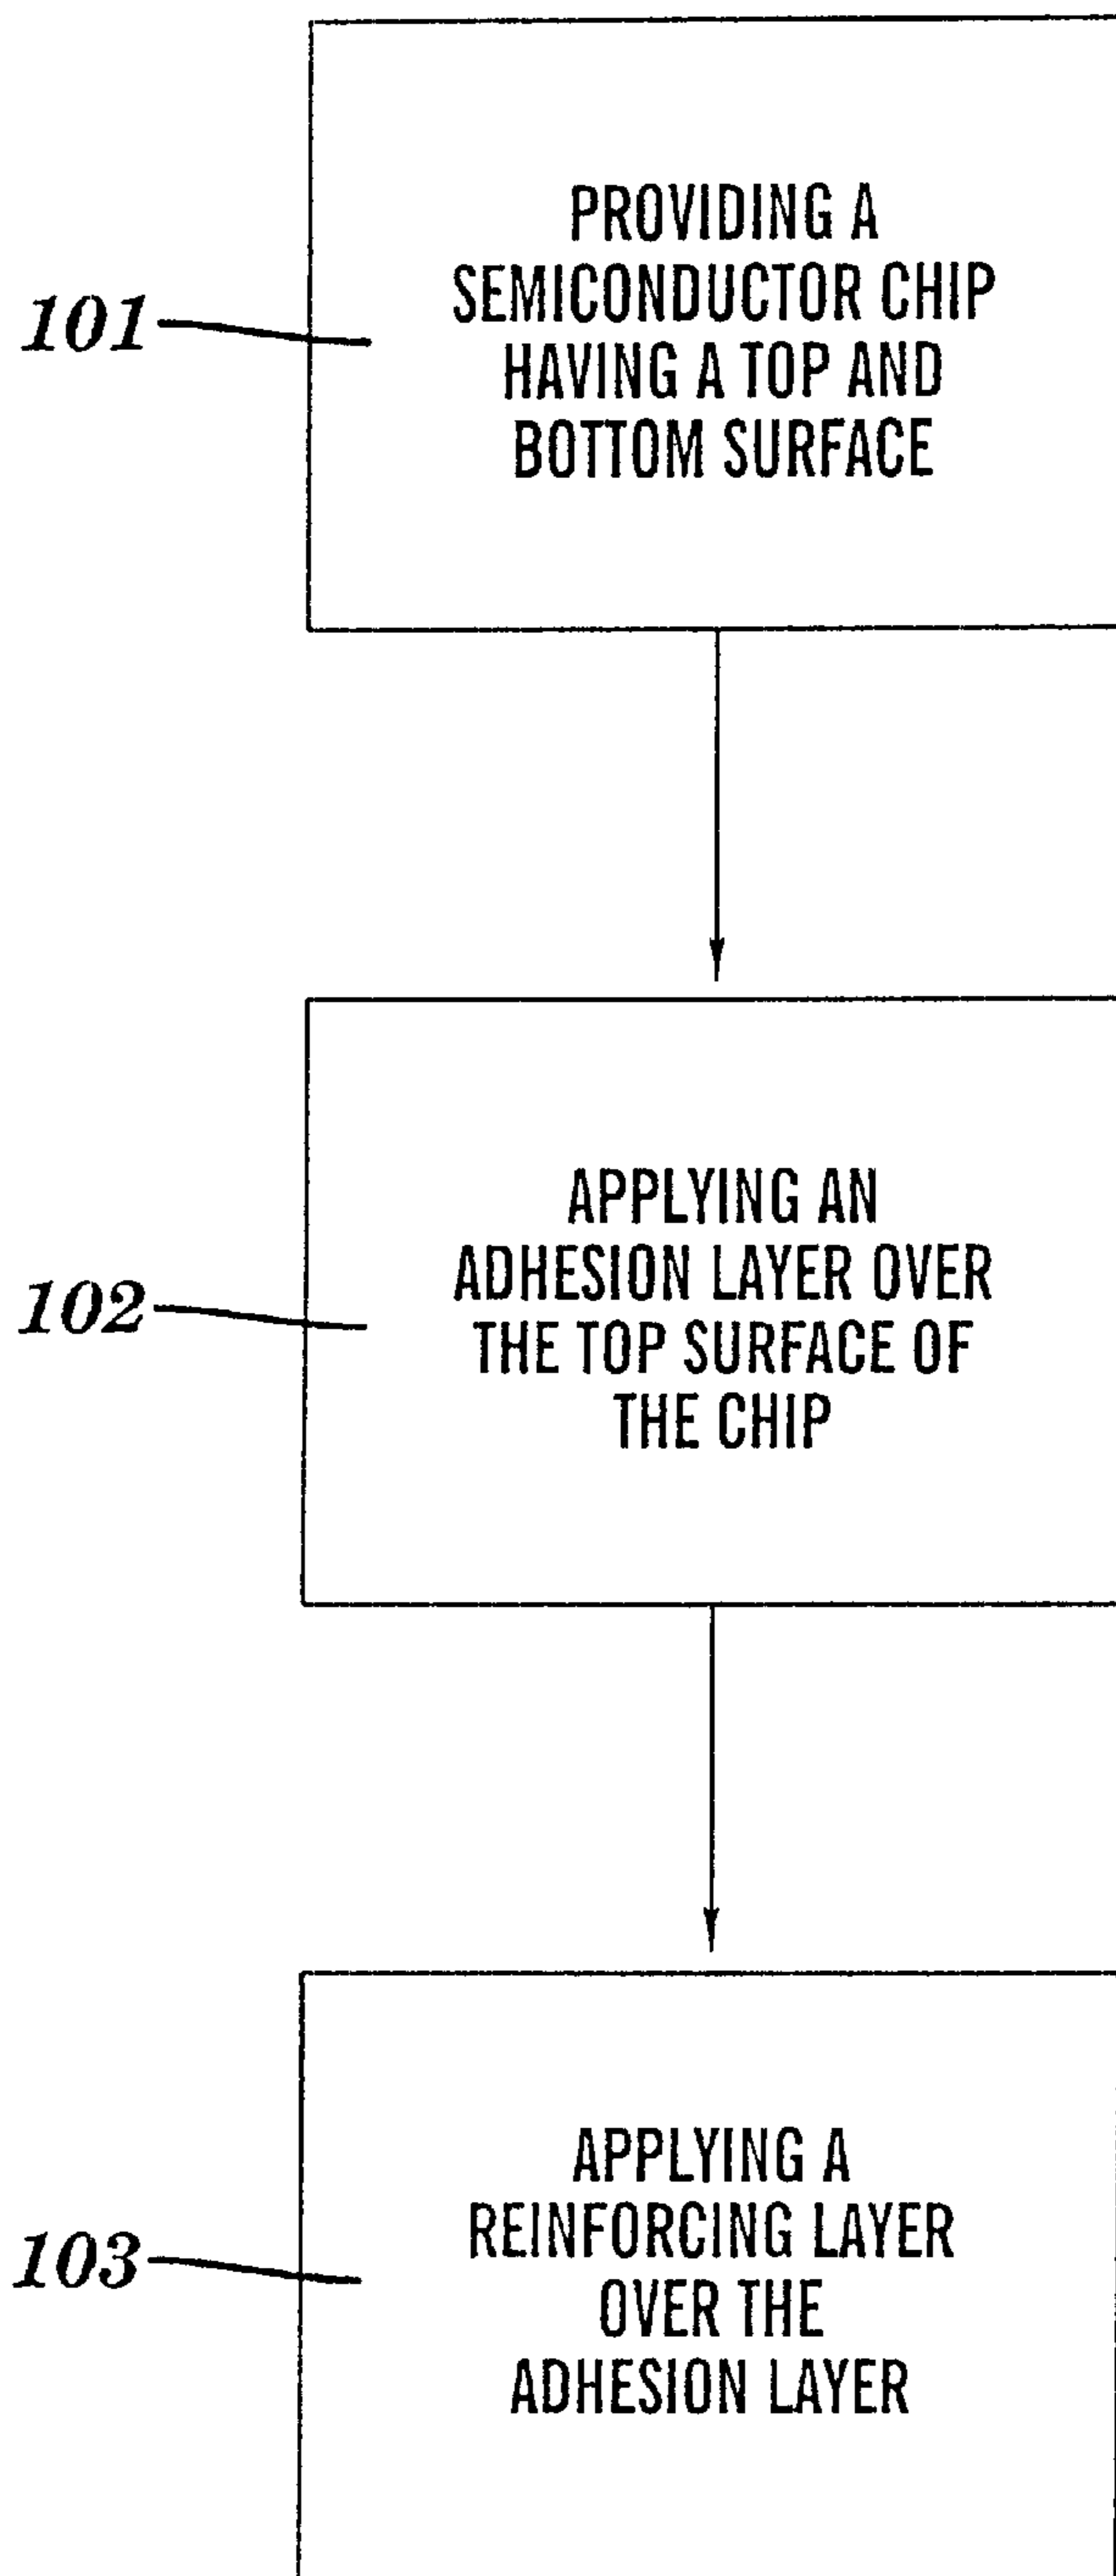 101
PROVIDING A
SEMICONDUCTOR CHIP
HAVING A TOP AND
BOTTOM SURFACE
102
APPLYING AN
ADHESION LAYER OVER
THE TOP SURFACE OF
THE CHIP
103
APPLYING A
REINFORCING LAYER
OVER THE
ADHESION LAYER